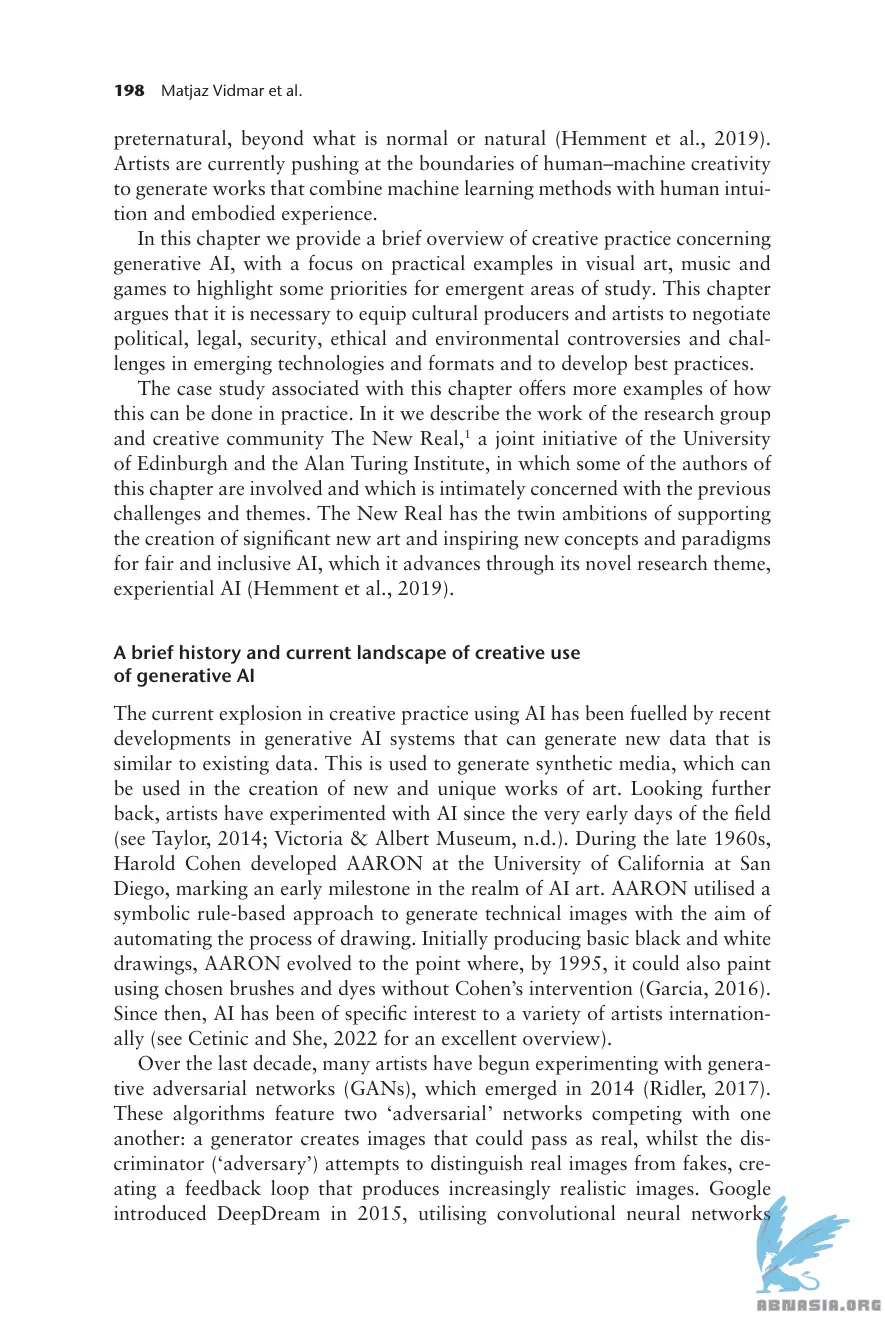 198 Matjaz Vidmar et al.
preternatural, beyond what is normal or natural (Hemment et al., 2019).
Artists are currently pushing at the boundaries of human–machine creativity
to generate works that combine machine learning methods with human intui-
tion and embodied experience.
In this chapter we provide a brief overview of creative practice concerning
generative AI, with a focus on practical examples in visual art, music and
games to highlight some priorities for emergent areas of study. This chapter
argues that it is necessary to equip cultural producers and artists to negotiate
political, legal, security, ethical and environmental controversies and chal-
lenges in emerging technologies and formats and to develop best practices.
The case study associated with this chapter offers more examples of how
this can be done in practice. In it we describe the work of the research group
and creative community The New Real,¹ a joint initiative of the University
of Edinburgh and the Alan Turing Institute, in which some of the authors of
this chapter are involved and which is intimately concerned with the previous
challenges and themes. The New Real has the twin ambitions of supporting
the creation of significant new art and inspiring new concepts and paradigms
for fair and inclusive AI, which it advances through its novel research theme,
experiential AI (Hemment et al., 2019).
A brief history and current landscape of creative use
of generative AI
The current explosion in creative practice using AI has been fuelled by recent
developments in generative AI systems that can generate new data that is
similar to existing data. This is used to generate synthetic media, which can
be used in the creation of new and unique works of art. Looking further
back, artists have experimented with AI since the very early days of the field
(see Taylor, 2014; Victoria & Albert Museum, n.d.). During the late 1960s,
Harold Cohen developed AARON at the University of California at San
Diego, marking an early milestone in the realm of AI art. AARON utilised a
symbolic rule-based approach to generate technical images with the aim of
automating the process of drawing. Initially producing basic black and white
drawings, AARON evolved to the point where, by 1995, it could also paint
using chosen brushes and dyes without Cohen's intervention (Garcia, 2016).
Since then, AI has been of specific interest to a variety of artists internation-
ally (see Cetinic and She, 2022 for an excellent overview).
Over the last decade, many artists have begun experimenting with genera-
tive adversarial networks (GANs), which emerged in 2014 (Ridler, 2017).
These algorithms feature two ‘adversarial’ networks competing with one
another: a generator creates images that could pass as real, whilst the dis-
criminator (‘adversary’) attempts to distinguish real images from fakes, cre-
ating a feedback loop that produces increasingly realistic images. Google
introduced DeepDream in 2015, utilising convolutional neural networks
ABNASIA.ORG